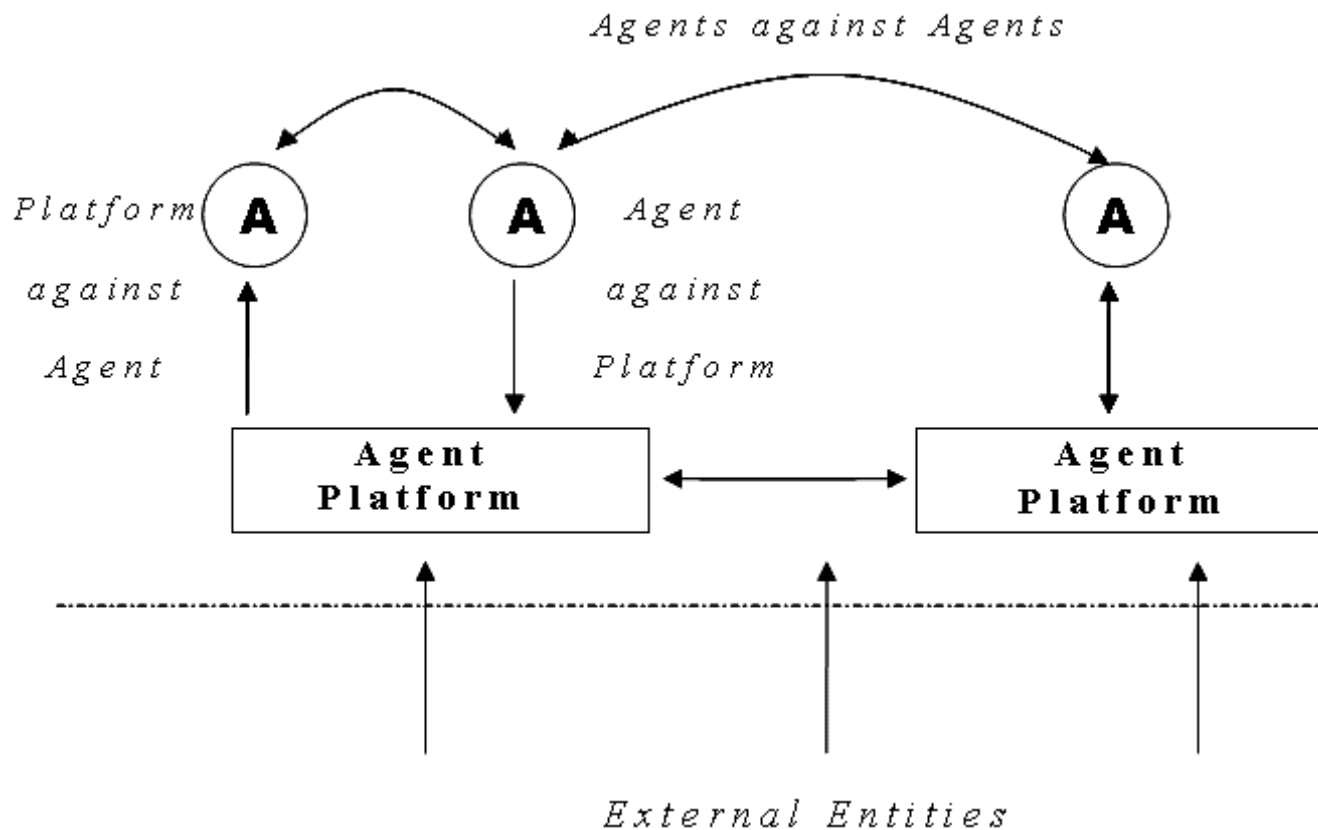 Agents against Agents
A
A
A
Platform
against
Agent
Agent
against
Platform
Agent
Platform
Agent
Platform
External Entities